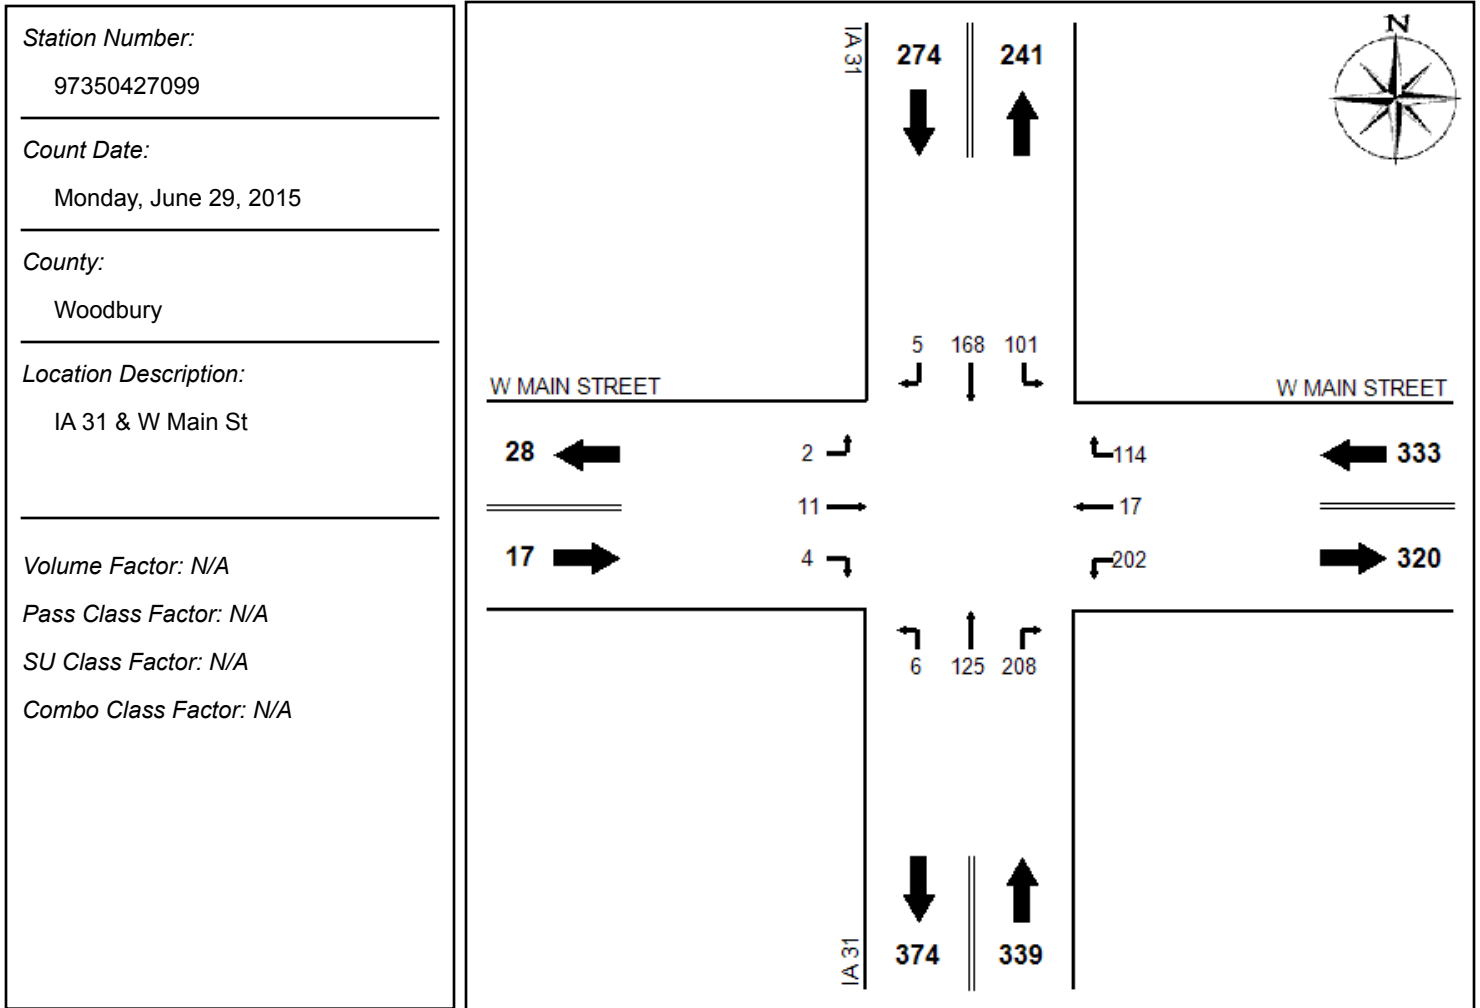 Station Number:
97350427099
Count Date:
Monday, June 29, 2015
County:
Woodbury
Location Description:
IA 31 & W Main St
Volume Factor: N/A
Pass Class Factor: N/A
SU Class Factor: N/A
Combo Class Factor: N/A
N
IA 31
274 241
5 168 101
W MAIN STREET
W MAIN STREET
28 2 114 333
11 17
17 4 202 320
6 125 208
IA 31
374 339